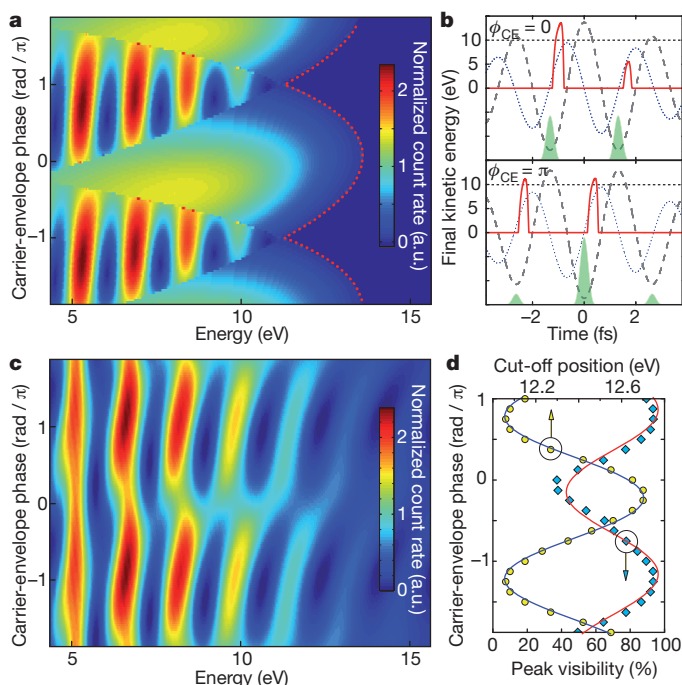 a
Carrier-envelope phase (rad / π)
1
0
−1
Normalized count rate (a.u.)
2
1
0
5
10
15
Energy (eV)
b
ϕCE = 0
10
5
0
ϕCE = π
10
5
0
Final kinetic energy (eV)
−2
0
2
Time (fs)
c
Carrier-envelope phase (rad / π)
1
0
−1
Normalized count rate (a.u.)
2
1
0
5
10
15
Energy (eV)
d
Cut-off position (eV)
12.2
12.6
Carrier-envelope phase (rad / π)
1
0
−1
0
20
40
60
80
100
Peak visibility (%)